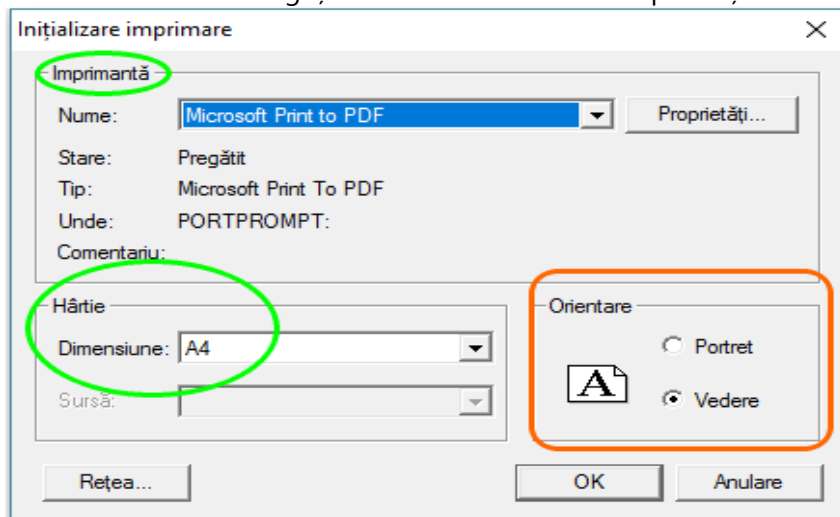 Inițializare imprimare
Imprimantă
Nume: Microsoft Print to PDF Proprietăți...
Stare: Pregătit
Tip: Microsoft Print To PDF
Unde: PORTPROMPT:
Comentariu:
Hârtie
Dimensiune: A4
Sursă:
Orientare
A
Portret
Vedere
Rețea... OK Anulare